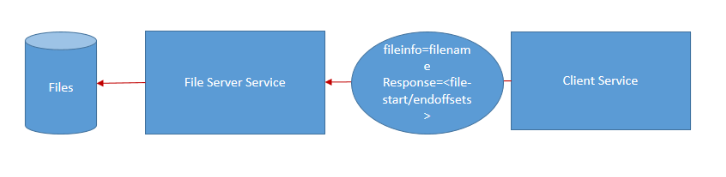 Files
File Server Service
fileinfo=filenam
e
Response=<file-
start/endoffsets
>
Client Service